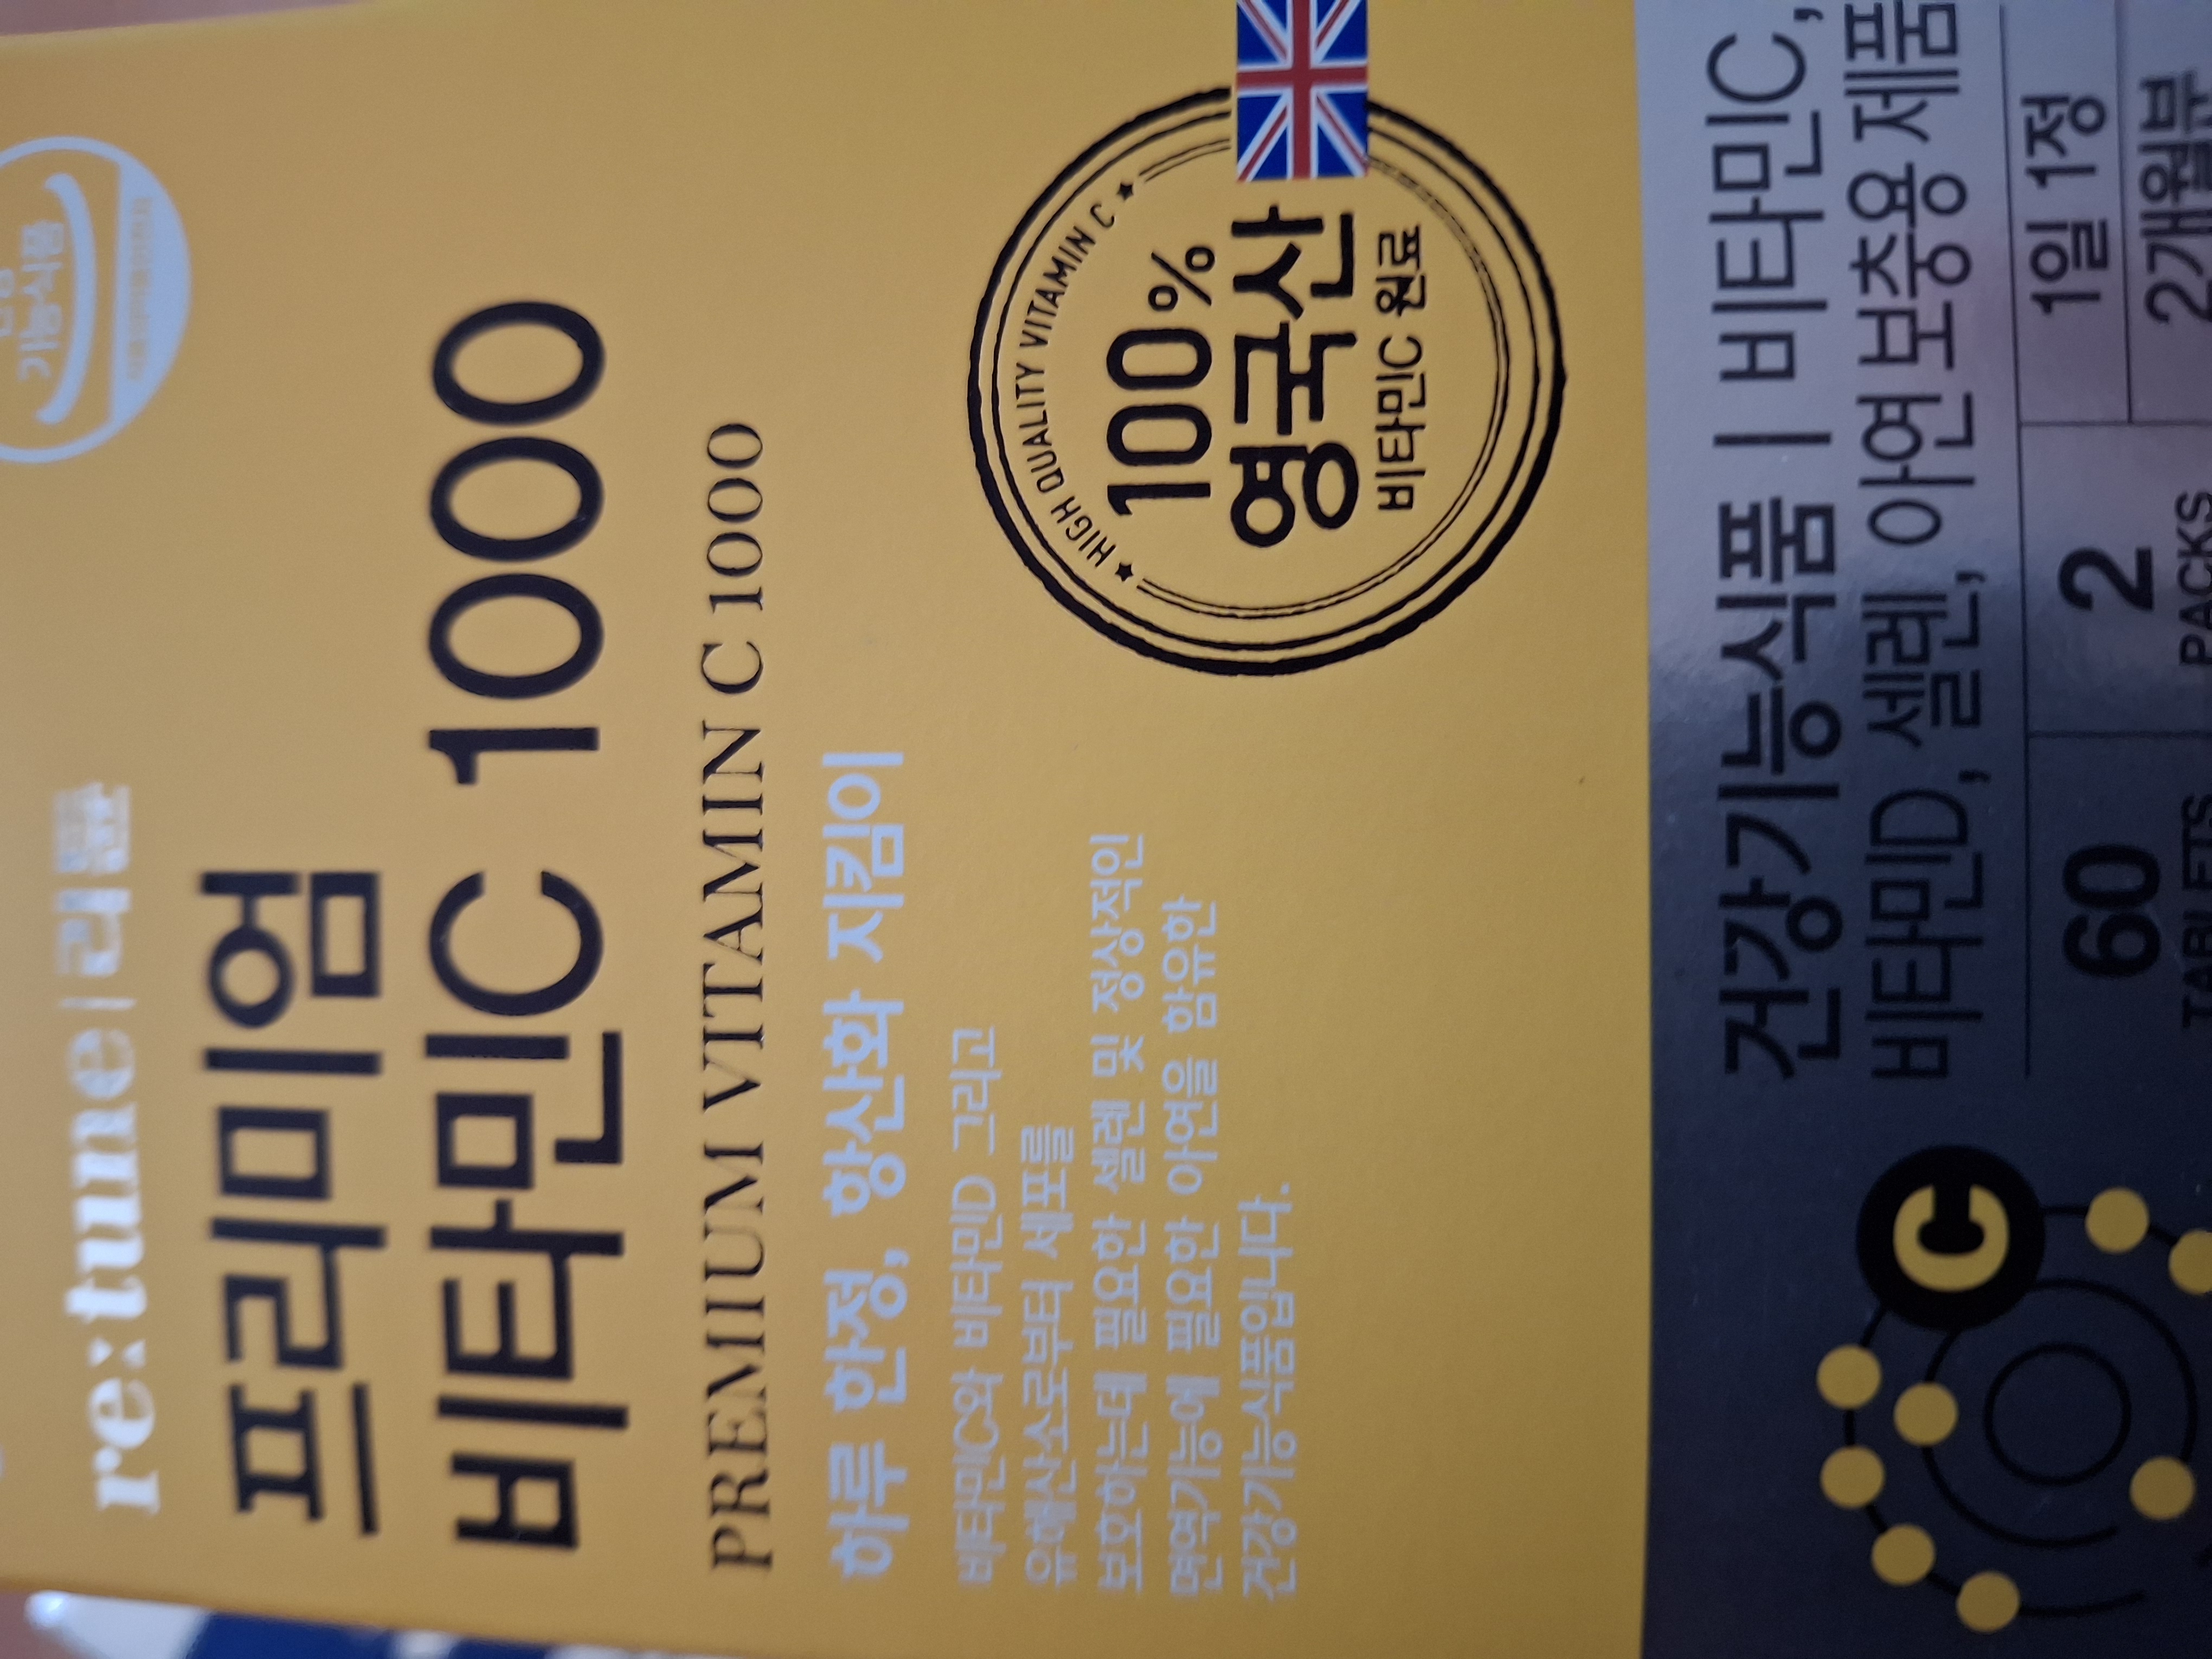 기능식품
re:tune|리튠
프리미엄
비타민C 1000
PREMIUM VITAMIN C 1000
하루 한정, 항산화 지킴이
비타민C와 비타민D 그리고
유해산소로부터 세포를
보호하는데 필요한 셀렌 및 정상적인
면역기능에 필요한 아연을 함유한
건강기능식품입니다.
HIGH QUALITY VITAMIN C
100%
영국산
비타민C 원료
건강기능식품 | 비타민C,
비타민D, 셀렌, 아연 보충용 제품
60
TABLETS
2
PACKS
1일 1정
2개월분
C